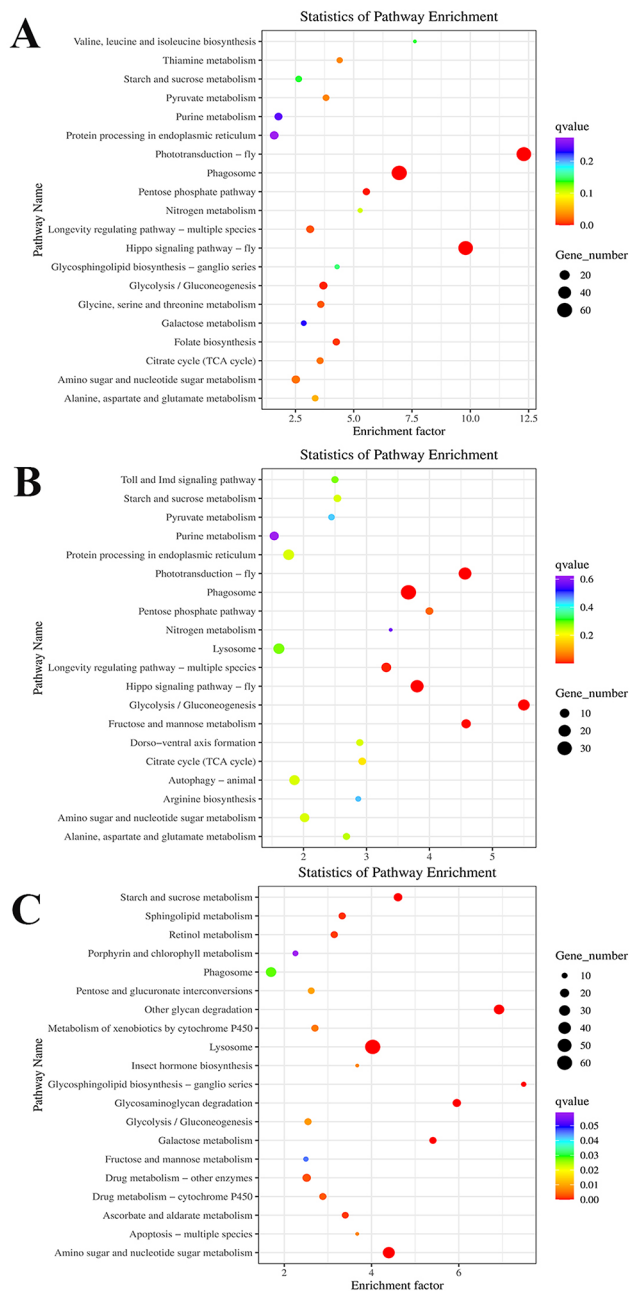 A
Statistics of Pathway Enrichment
Pathway Name
Valine, leucine and isoleucine biosynthesis
Thiamine metabolism
Starch and sucrose metabolism
Pyruvate metabolism
Purine metabolism
Protein processing in endoplasmic reticulum
Phototransduction − fly
Phagosome
Pentose phosphate pathway
Nitrogen metabolism
Longevity regulating pathway − multiple species
Hippo signaling pathway − fly
Glycosphingolipid biosynthesis − ganglio series
Glycolysis / Gluconeogenesis
Glycine, serine and threonine metabolism
Galactose metabolism
Folate biosynthesis
Citrate cycle (TCA cycle)
Amino sugar and nucleotide sugar metabolism
Alanine, aspartate and glutamate metabolism
2.5 5.0 7.5 10.0 12.5
Enrichment factor
qvalue
0.2
0.1
0.0
Gene_number
20
40
60
B
Statistics of Pathway Enrichment
Pathway Name
Toll and Imd signaling pathway
Starch and sucrose metabolism
Pyruvate metabolism
Purine metabolism
Protein processing in endoplasmic reticulum
Phototransduction − fly
Phagosome
Pentose phosphate pathway
Nitrogen metabolism
Lysosome
Longevity regulating pathway − multiple species
Hippo signaling pathway − fly
Glycolysis / Gluconeogenesis
Fructose and mannose metabolism
Dorso−ventral axis formation
Citrate cycle (TCA cycle)
Autophagy − animal
Arginine biosynthesis
Amino sugar and nucleotide sugar metabolism
Alanine, aspartate and glutamate metabolism
2 3 4 5
qvalue
0.6
0.4
0.2
Gene_number
10
20
30
C
Statistics of Pathway Enrichment
Pathway Name
Starch and sucrose metabolism
Sphingolipid metabolism
Retinol metabolism
Porphyrin and chlorophyll metabolism
Phagosome
Pentose and glucuronate interconversions
Other glycan degradation
Metabolism of xenobiotics by cytochrome P450
Lysosome
Insect hormone biosynthesis
Glycosphingolipid biosynthesis − ganglio series
Glycosaminoglycan degradation
Glycolysis / Gluconeogenesis
Galactose metabolism
Fructose and mannose metabolism
Drug metabolism − other enzymes
Drug metabolism − cytochrome P450
Ascorbate and aldarate metabolism
Apoptosis − multiple species
Amino sugar and nucleotide sugar metabolism
2 4 6
Enrichment factor
Gene_number
10
20
30
40
50
60
qvalue
0.05
0.04
0.03
0.02
0.01
0.00